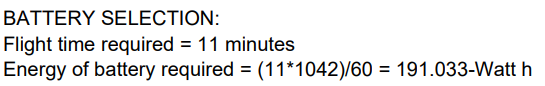 BATTERY SELECTION:
Flight time required = 11 minutes
Energy of battery required = (11*1042)/60 = 191.033-Watt h